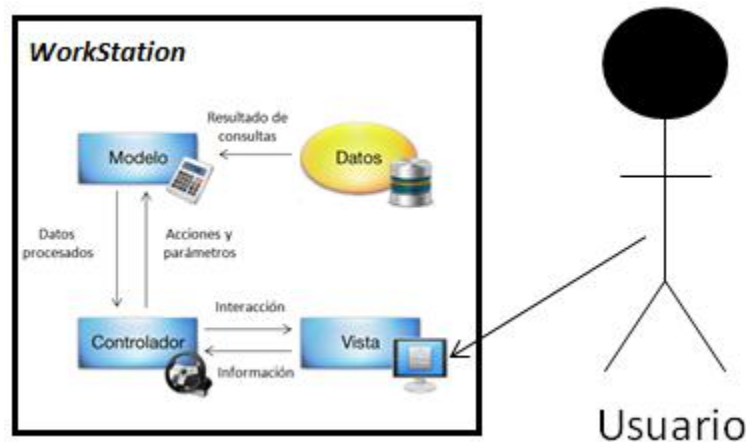 WorkStation
Resultado de
consultas
Modelo
Datos
Datos
procesados
Acciones y
parámetros
Interacción
Controlador
Vista
Información
Usuario